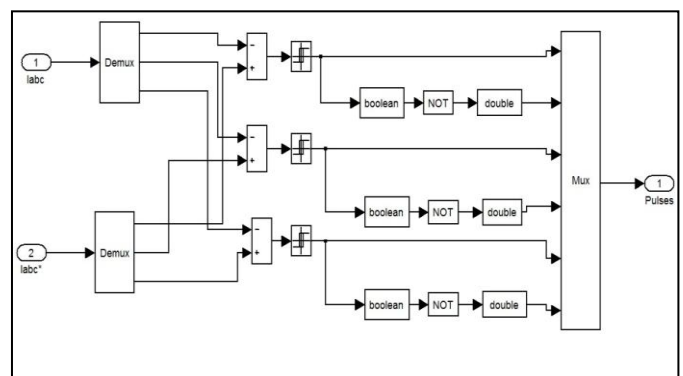 1
Iabc
Demux
−
+
boolean
NOT
double
−
+
Mux
1
Pulses
boolean
NOT
double
2
Iabc*
Demux
−
+
boolean
NOT
double